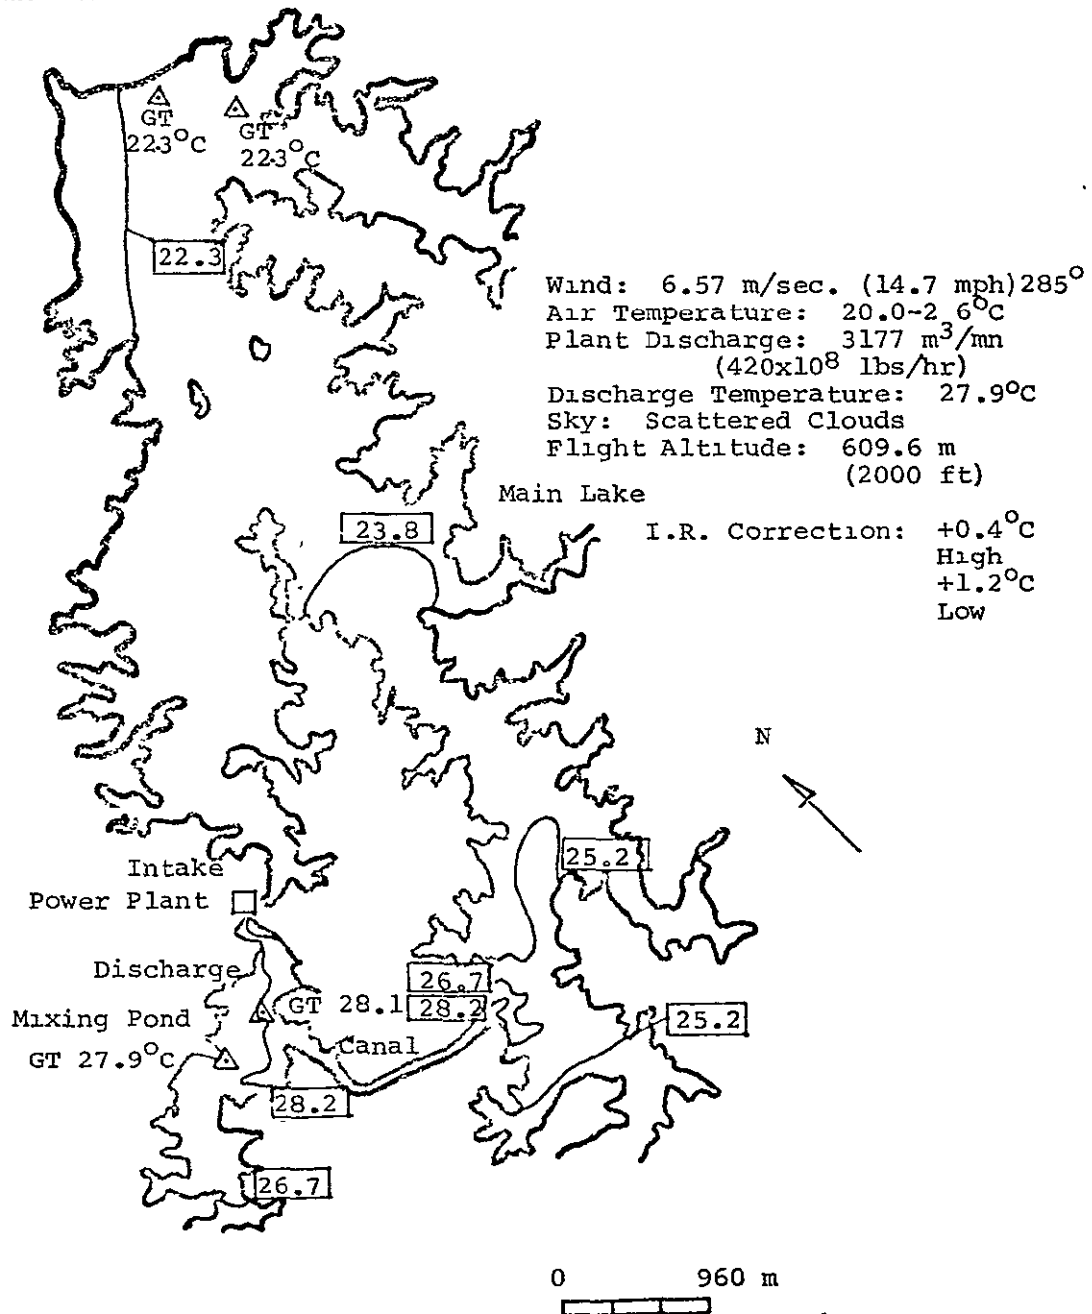 GT
22.3°C
GT
22.3°C
22.3
Wind: 6.57 m/sec. (14.7 mph)285°
Air Temperature: 20.0-2 6°C
Plant Discharge: 3177 m³/mn
(420x10⁸ lbs/hr)
Discharge Temperature: 27.9°C
Sky: Scattered Clouds
Flight Altitude: 609.6 m
(2000 ft)
Main Lake
23.8
I.R. Correction: +0.4°C
High
+1.2°C
Low
N
25.2
Intake
Power Plant
Discharge
26.7
GT 28.1
28.2
25.2
Mixing Pond
Canal
GT 27.9°C
28.2
26.7
0 960 m